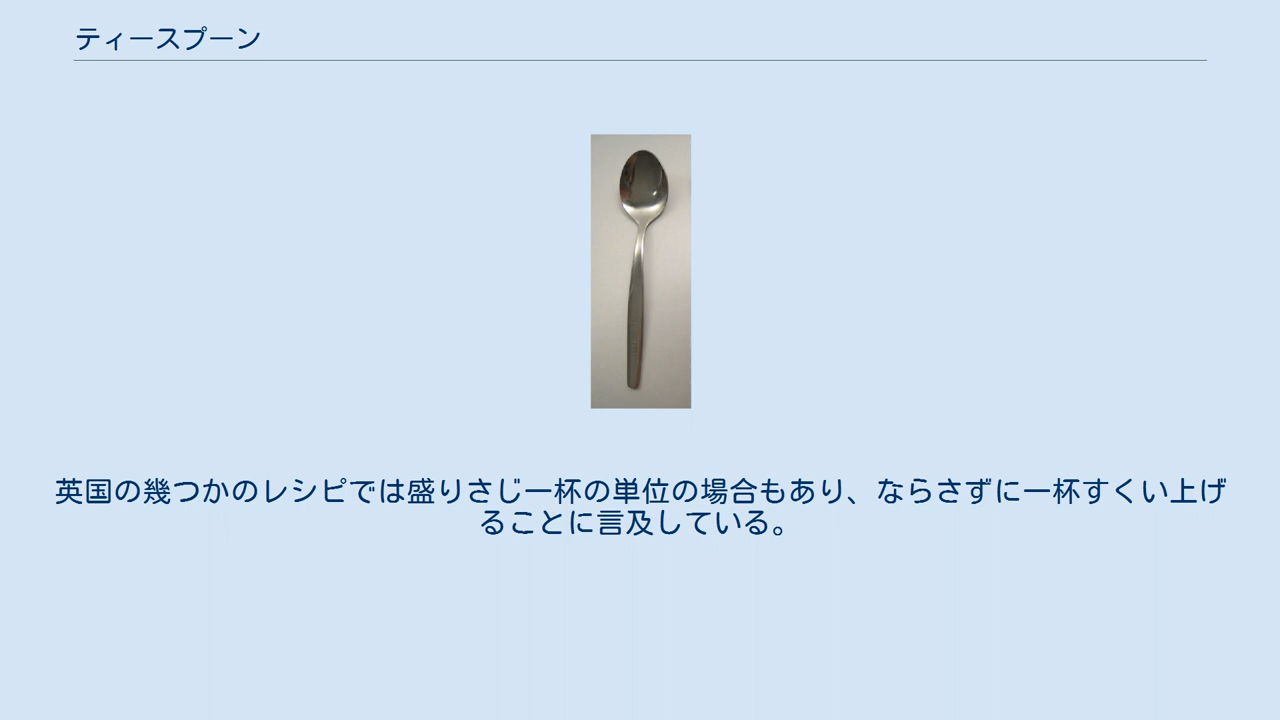 ティースプーン
英国の幾つかのレシピでは盛りさじ一杯の単位の場合もあり、ならさずに一杯すくい上げ
ることに言及している。